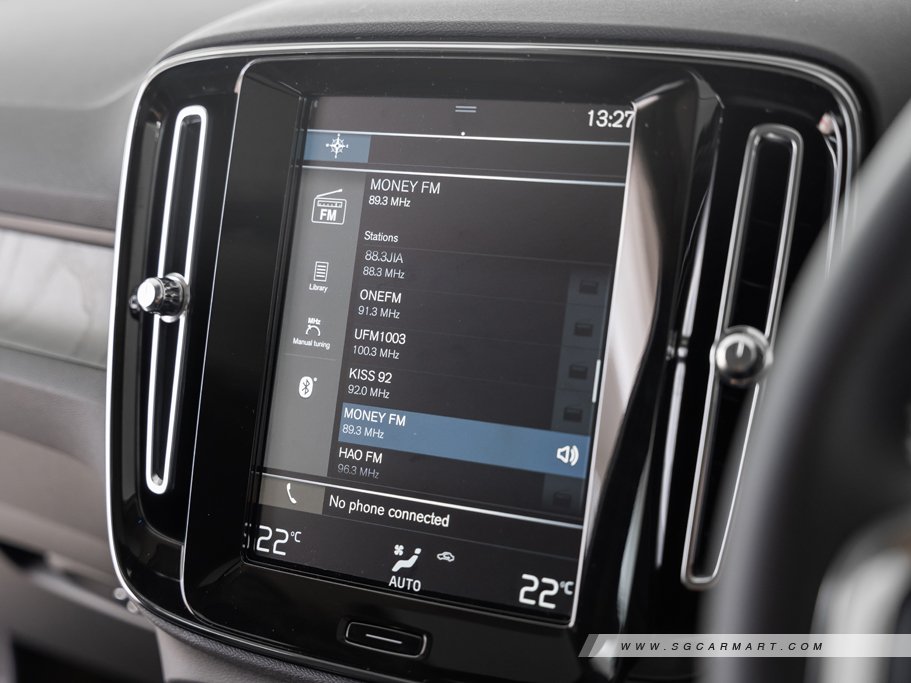 13:27
MONEY FM
89.3 MHz
FM
Stations
88.3JIA
88.3 MHz
Library
ONEFM
91.3 MHz
MHz
Manual tuning
UFM1003
100.3 MHz
KISS 92
92.0 MHz
MONEY FM
89.3 MHz
HAO FM
96.3 MHz
No phone connected
22°C
AUTO
22°C
WWW.SGCARMART.COM